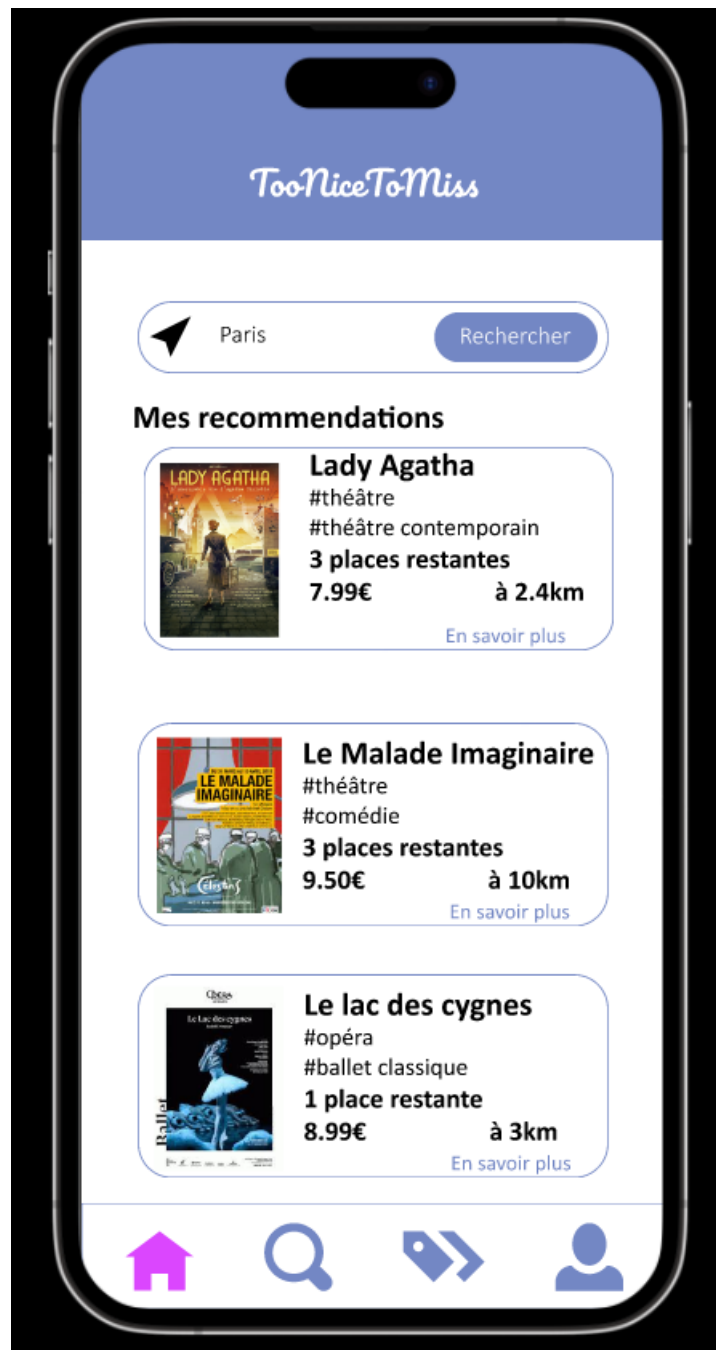 TooNiceToMiss
Paris
Rechercher
Mes recommendations
LADY AGATHA
Lady Agatha
#théâtre
#théâtre contemporain
3 places restantes
7.99€ à 2.4km
En savoir plus
LE MALADE
IMAGINAIRE
Célestins
Le Malade Imaginaire
#théâtre
#comédie
3 places restantes
9.50€ à 10km
En savoir plus
Opéra
Le Lac des cygnes
Ballet
Le lac des cygnes
#opéra
#ballet classique
1 place restante
8.99€ à 3km
En savoir plus